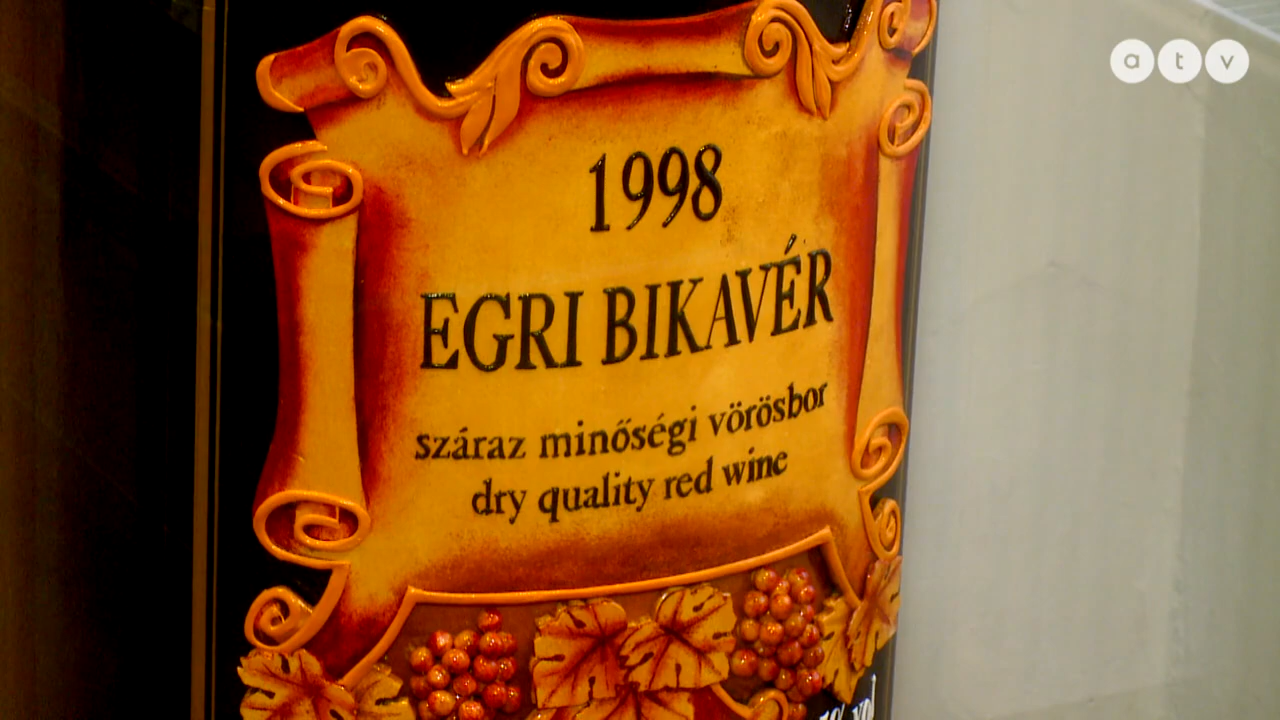 atv
1998
EGRI BIKAVÉR
száraz minőségi vörösbor
dry quality red wine